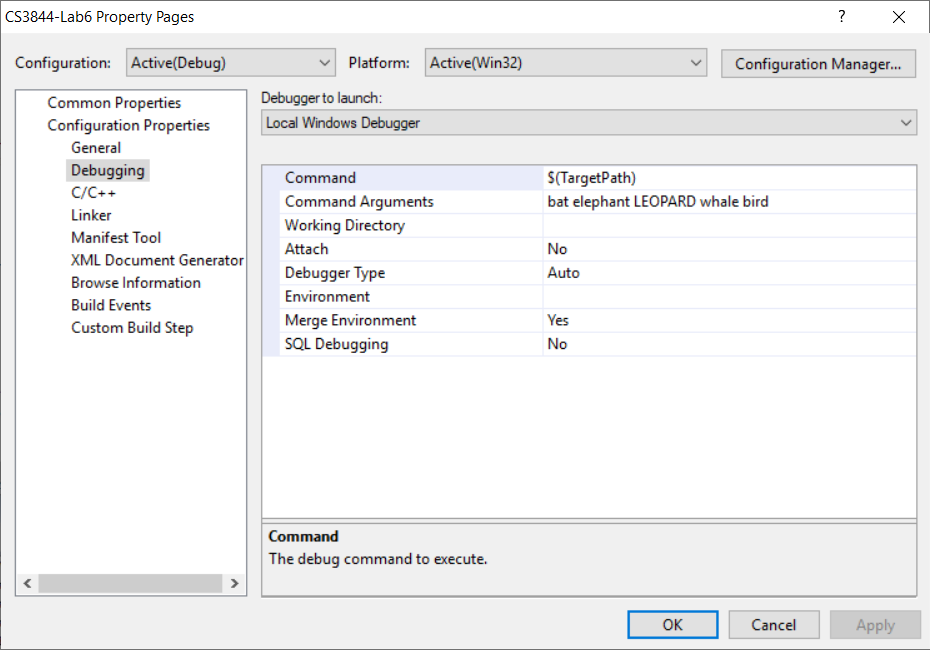 CS3844-Lab6 Property Pages
?
Configuration: Active(Debug) Platform: Active(Win32) Configuration Manager...
Common Properties
Configuration Properties
General
Debugging
C/C++
Linker
Manifest Tool
XML Document Generator
Browse Information
Build Events
Custom Build Step
Debugger to launch:
Local Windows Debugger
Command $(TargetPath)
Command Arguments bat elephant LEOPARD whale bird
Working Directory
Attach No
Debugger Type Auto
Environment
Merge Environment Yes
SQL Debugging No
Command
The debug command to execute.
OK Cancel Apply